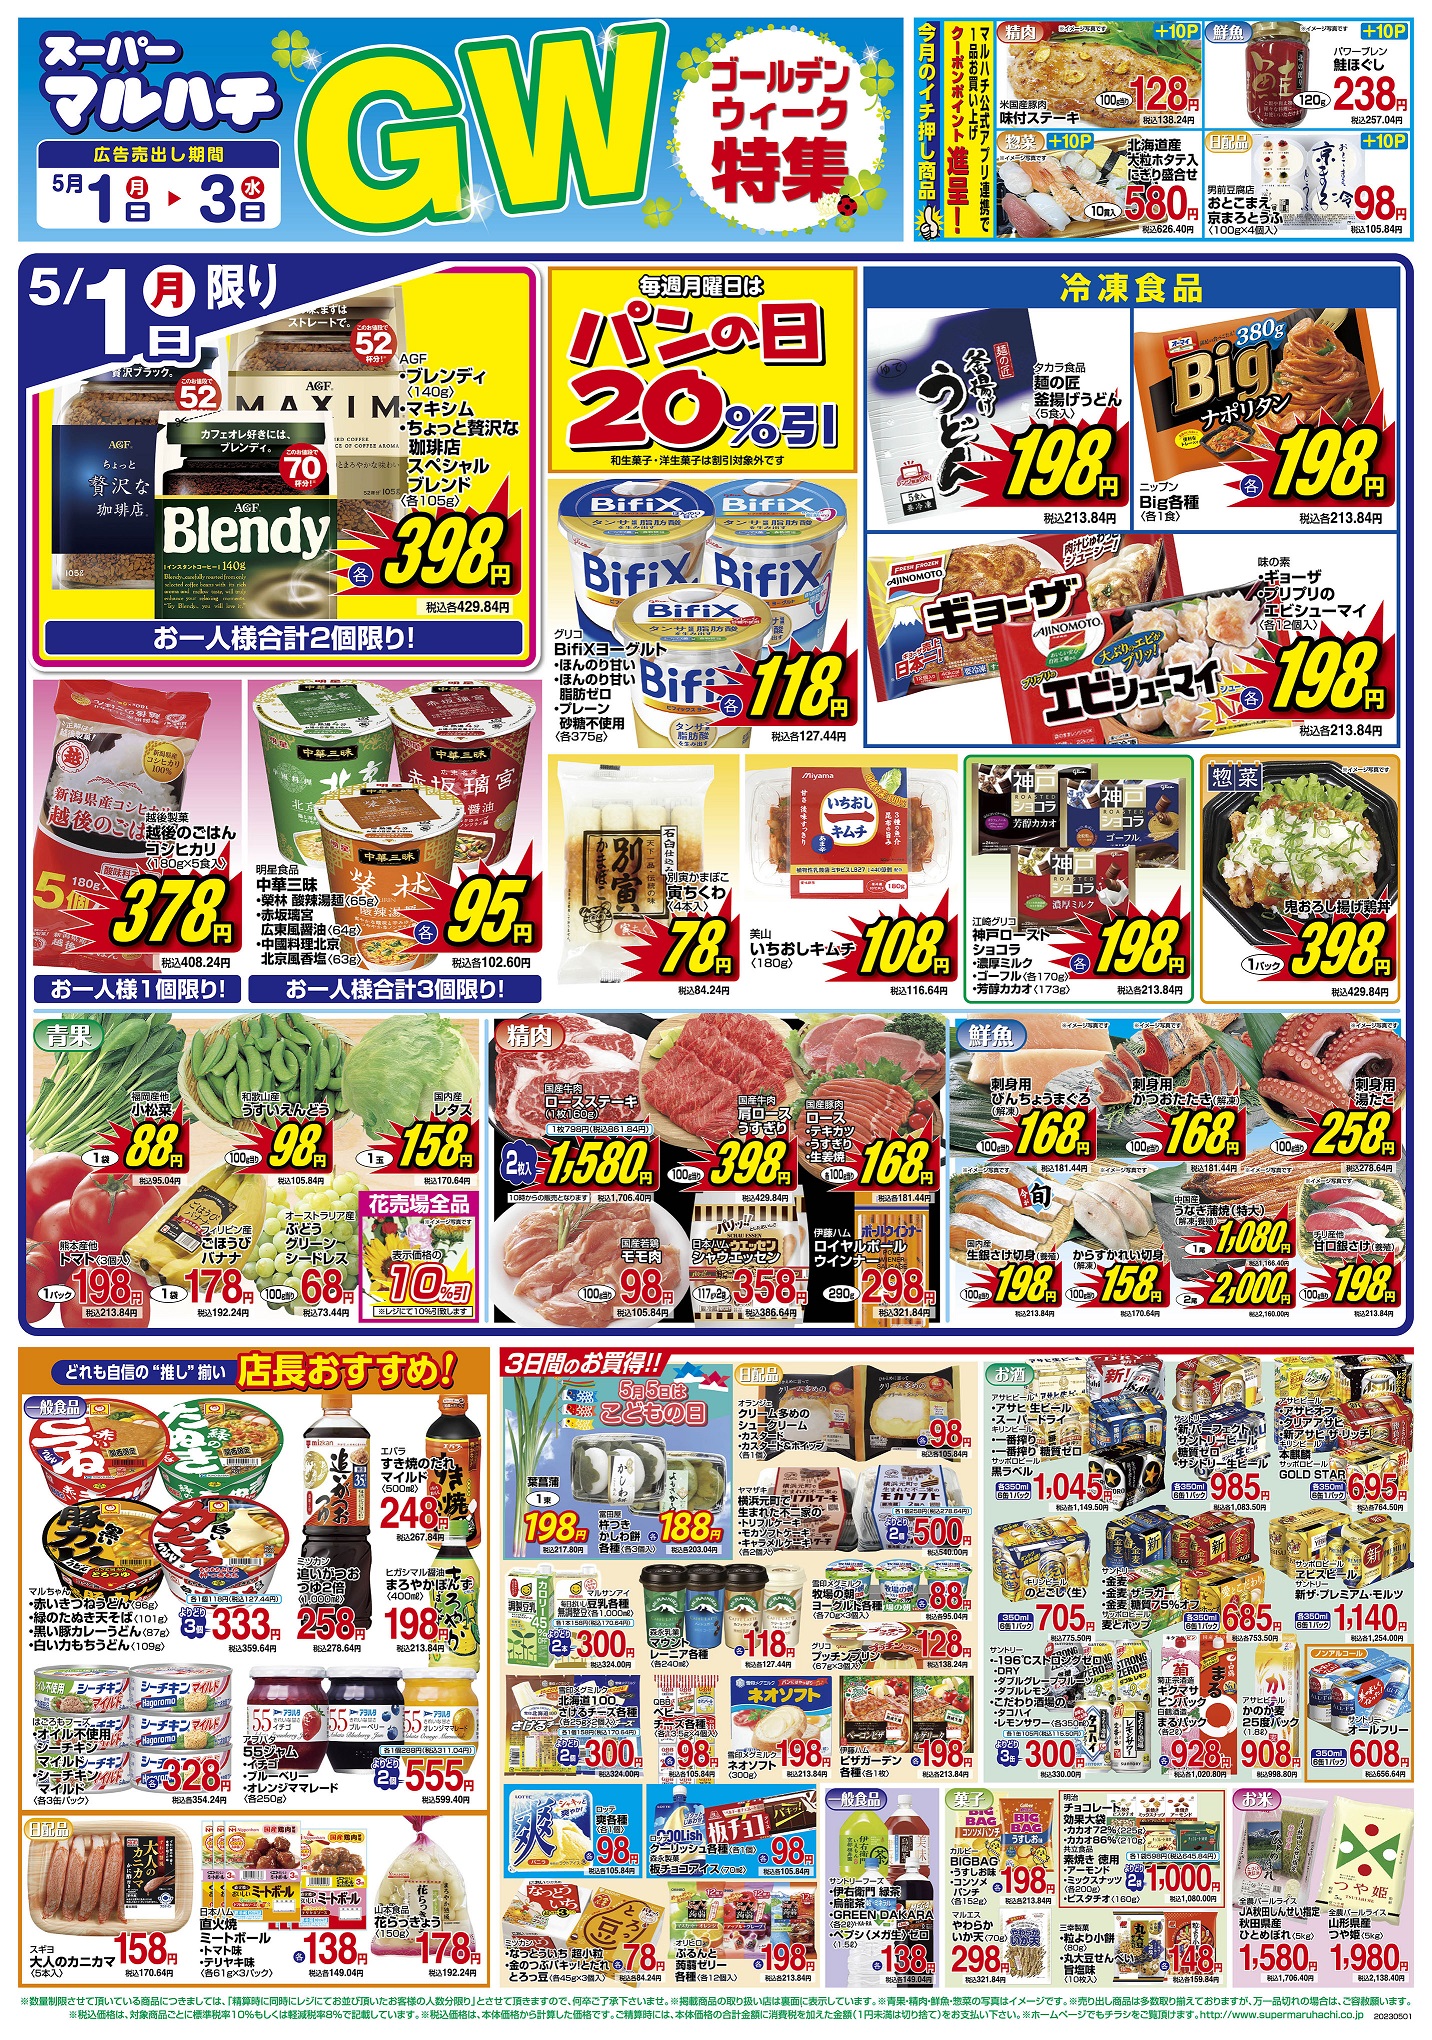 スーパー
マルハチ
広告売出し期間
5月1日月▶3日水
GW
ゴールデン
ウィーク
特集
今月のイチ押し商品
マルハチ公式アプリ連携で
1品お買い上げ
クーポンポイント進呈!
精肉
※イメージ写真です
+10P
米国産豚肉
味付ステーキ
100g当り
128円
税込138.24円
鮮魚
※イメージ写真です
+10P
パワーブレン
鮭ほぐし
120g
238円
税込257.04円
惣菜
+10P
※イメージ写真です
北海道産
大粒ホタテ入
にぎり盛合せ
10貫入
580円
税込626.40円
日配品
+10P
男前豆腐店
おとこまえ
京まろとうふ
〈100g×4個入〉
98円
税込105.84円
5/1日月限り
AGF
・ブレンディ
〈140g〉
・マキシム
・ちょっと贅沢な
珈琲店
スペシャル
ブレンド
〈各105g〉
各398円
税込各429.84円
お一人様合計2個限り!
毎週月曜日は
パンの日
20%引
和生菓子・洋生菓子は割引対象外です
グリコ
BifiXヨーグルト
・ほんのり甘い
・ほんのり甘い
脂肪ゼロ
・プレーン
砂糖不使用
〈各375g〉
各118円
税込各127.44円
冷凍食品
タカラ食品
麺の匠
釜揚げうどん
〈5食入〉
198円
税込213.84円
ニップン
Big各種
〈各1食〉
各198円
税込各213.84円
味の素
・ギョーザ
・プリプリの
エビシューマイ
〈各12個入〉
各198円
税込各213.84円
越後製菓
越後のごはん
コシヒカリ
〈180g×5食入〉
378円
税込408.24円
お一人様1個限り!
明星食品
中華三昧
・榮林 酸辣湯麺〈65g〉
・赤坂璃宮
広東風醤油〈64g〉
・中國料理北京
北京風香塩〈63g〉
各95円
税込各102.60円
お一人様合計3個限り!
別寅かまぼこ
寅ちくわ
〈4本入〉
78円
税込84.24円
美山
いちおしキムチ
〈180g〉
108円
税込116.64円
江崎グリコ
神戸ロースト
ショコラ
・濃厚ミルク
・ゴーフル〈各170g〉
・芳醇カカオ〈173g〉
各198円
税込各213.84円
惣菜
※イメージ写真です
鬼おろし揚げ鶏丼
1パック
398円
税込429.84円
青果
福岡産他
小松菜
1袋
88円
税込95.04円
和歌山産
うすいえんどう
100g当り
98円
税込105.84円
国内産
レタス
1玉
158円
税込170.64円
熊本産他
トマト〈3個入〉
1パック
198円
税込213.84円
フィリピン産
ごほうび
バナナ
1袋
178円
税込192.24円
オーストラリア産
ぶどう
グリーン
シードレス
100g当り
68円
税込73.44円
花売場全品
※イメージ写真です
表示価格の
10%引
※レジにて10%引致します
精肉
国産牛肉
ロースステーキ
〈1枚160g〉
1枚798円(税込861.84円)
2枚入
1,580円
10時からの販売となります
税込1,706.40円
国産牛肉
肩ロース
うすぎり
100g当り
398円
税込429.84円
国産豚肉
ロース
・テキカツ
・うすぎり
・生姜焼
各100g当り
168円
税込各181.44円
国産若鶏
モモ肉
100g当り
98円
税込105.84円
日本ハム
シャウエッセン
117g×2
358円
税込386.64円
伊藤ハム
ロイヤルポール
ウインナー
290g
298円
税込321.84円
鮮魚
※イメージ写真です
刺身用
びんちょうまぐろ
(解凍)
100g当り
168円
税込181.44円
刺身用
かつおたたき(解凍)
100g当り
168円
税込181.44円
刺身用
湯たこ
100g当り
258円
税込278.64円
今が旬
国内産
生銀さけ切身(養殖)
100g当り
198円
税込213.84円
からすかれい切身
(解凍)
100g当り
158円
税込170.64円
中国産
うなぎ蒲焼(特大)
(解凍・養殖)
1尾
1,080円
税込1,166.40円
2尾
2,000円
税込2,160.00円
チリ産他
甘口銀さけ(養殖)
100g当り
198円
税込213.84円
どれも自信の“推し”揃い 店長おすすめ!
一般食品
マルちゃん
・赤いきつねうどん〈96g〉
・緑のたぬき天そば〈101g〉
・黒い豚カレーうどん〈87g〉
・白い力もちうどん〈109g〉
各1個118円(税込127.44円)
よりどり3個
333円
税込359.64円
ミツカン
追いがつお
つゆ2倍
〈1,000㎖〉
258円
税込278.64円
エバラ
すき焼のたれ
マイルド
〈500㎖〉
248円
税込267.84円
ヒガシマル醤油
まろやかぽんず
〈400㎖〉
198円
税込213.84円
はごろもフーズ
・オイル不使用
シーチキン
マイルド
・シーチキン
マイルド
〈各3缶パック〉
各328円
税込各354.24円
アヲハタ
55ジャム
・イチゴ
・ブルーベリー
・オレンジママレード
〈各250g〉
各1個288円(税込311.04円)
よりどり2個
555円
税込599.40円
日配品
スギヨ
大人のカニカマ
〈5本入〉
158円
税込170.64円
日本ハム
直火焼
ミートボール
・トマト味
・テリヤキ味
〈各61g×3パック〉
各138円
税込各149.04円
山本食品
花らっきょう
〈150g〉
178円
税込192.24円
3日間のお買得!!
5月5日は
こどもの日
葉菖蒲
1束
198円
税込217.80円
富田屋
杵つき
かしわ餅
各種〈各3個入〉
各188円
税込各203.04円
日配品
オランジェ
クリーム多めの
シュークリーム
・カスタード
・カスタード&ホイップ
〈各1個〉
各98円
税込各105.84円
ヤマザキ
横浜元町で
生まれた不二家の
・トリフルケーキ
・モカソフトケーキ
・キャラメルケーキ
〈各2個入〉
各1個258円(税込278.64円)
よりどり2個
500円
税込540.00円
マルサンアイ
豆乳各種
〈各1,000㎖〉
各1本158円(税込170.64円)
よりどり2本
300円
税込324.00円
森永乳業
マウント
レーニア各種
〈各240㎖〉
各118円
税込各127.44円
雪印メグミルク
牧場の朝
ヨーグルト各種
〈各70g×3個入〉
各88円
税込各95.04円
グリコ
プッチンプリン
〈67g×3個入〉
128円
税込138.24円
雪印メグミルク
北海道100
さけるチーズ各種
〈各25g×2個入〉
各1個158円(税込170.64円)
よりどり2個
300円
税込324.00円
QBB
ベビー
チーズ各種
〈各4個入〉
各98円
税込各105.84円
雪印メグミルク
ネオソフト
〈300g〉
198円
税込213.84円
伊藤ハム
ピザガーデン
各種〈各1枚〉
各198円
税込各213.84円
ロッテ
爽各種
〈各1個〉
各98円
税込各105.84円
ロッテ
クーリッシュ各種〈各1個〉
森永製菓
板チョコアイス〈70㎖〉
各98円
税込各105.84円
ミツカン
・なっとういち 超小粒
・金のつぶパキッ!とたれ
とろっ豆〈各45g×3個入〉
各78円
税込各84.24円
オリヒロ
ぷるんと
蒟蒻ゼリー
各種〈各12個入〉
各198円
税込各213.84円
お酒
アサヒビール
・アサヒ生ビール
・スーパードライ
キリンビール
・一番搾り
・一番搾り 糖質ゼロ
サッポロビール
黒ラベル
各350㎖
6缶1パック
1,045円
税込各1,149.50円
サントリー
・新パーフェクト
サントリービール
糖質ゼロ
・サントリー生ビール
各350㎖
6缶1パック
985円
税込各1,083.50円
アサヒビール
・アサヒオフ
・クリアアサヒ
・新アサヒ ザ・リッチ
キリンビール
本麒麟
サッポロビール
GOLD STAR
各350㎖
6缶1パック
695円
税込各764.50円
キリンビール
のどごし〈生〉
350㎖
6缶1パック
705円
税込775.50円
サントリー
・金麦
・金麦 ザ・ラガー
・金麦 糖質75%オフ
・麦とホップ
各350㎖
6缶1パック
685円
税込各753.50円
サッポロビール
ヱビスビール
サントリー
新ザ・プレミアム・モルツ
各350㎖
6缶1パック
1,140円
税込各1,254.00円
サントリー
・-196℃ストロングゼロ
・DRY
・ダブルグレープフルーツ
・ダブルレモン
・こだわり酒場の
・タコハイ
・レモンサワー〈各350㎖〉
各1缶105円(税込115.50円)
よりどり3缶
300円
税込330.00円
菊正宗酒造
キクマサ
ピンパック
白鶴酒造
まるパック
各928円
税込各1,020.80円
アサヒビール
かのか麦
25度パック
〈1.8ℓ〉
908円
税込998.80円
ノンアルコール
サントリー
オールフリー
350㎖
6缶1パック
608円
税込656.64円
一般食品
サントリーフーズ
・伊右衛門 緑茶
・烏龍茶
・GREEN DAKARA
〈各2ℓ〉
・ペプシ〈メガ生〉ゼロ
〈1.5ℓ〉
各138円
税込各149.04円
菓子
カルビー
BIGBAG
・うすしお味
・コンソメ
パンチ
〈各152g〉
各198円
税込各213.84円
明治
チョコレート
効果大袋
・カカオ72%〈225g〉
・カカオ86%〈210g〉
共立食品
素焼き 徳用
・アーモンド
・ミックスナッツ
〈各200g〉
・ピスタチオ〈160g〉
各1袋598円(税込645.84円)
よりどり2個
1,000円
税込1,080.00円
マルエス
やわらか
いか天〈70g〉
298円
税込321.84円
三幸製菓
・粒より小餅
〈80g〉
・丸大豆せんべい
旨塩味
〈10枚入〉
各148円
税込各159.84円
お米
全農パールライス
JA秋田しんせい指定
秋田県産
ひとめぼれ〈5kg〉
1,580円
税込1,706.40円
全農パールライス
山形県産
つや姫〈5kg〉
1,980円
税込2,138.40円
※数量制限させて頂いている商品につきましては、「精算時に同時にレジにてお並び頂いたお客様の人数分限り」とさせて頂きますので、何卒ご了承下さいませ。※掲載商品の取り扱い店は裏面に表示しています。※青果・精肉・鮮魚・惣菜の写真はイメージです。※売り出し商品は多数取り揃えておりますが、万一品切れの場合は、ご容赦願います。
※税込価格は、対象商品ごとに標準税率10%もしくは軽減税率8%で記載しています。※税込価格は、本体価格から計算した価格です。ご精算時には、本体価格の合計金額に消費税を加えた金額(1円未満は切り捨て)をお支払い下さい。※ホームページでもチラシをご覧頂けます。http://www.supermaruhachi.co.jp
20230501